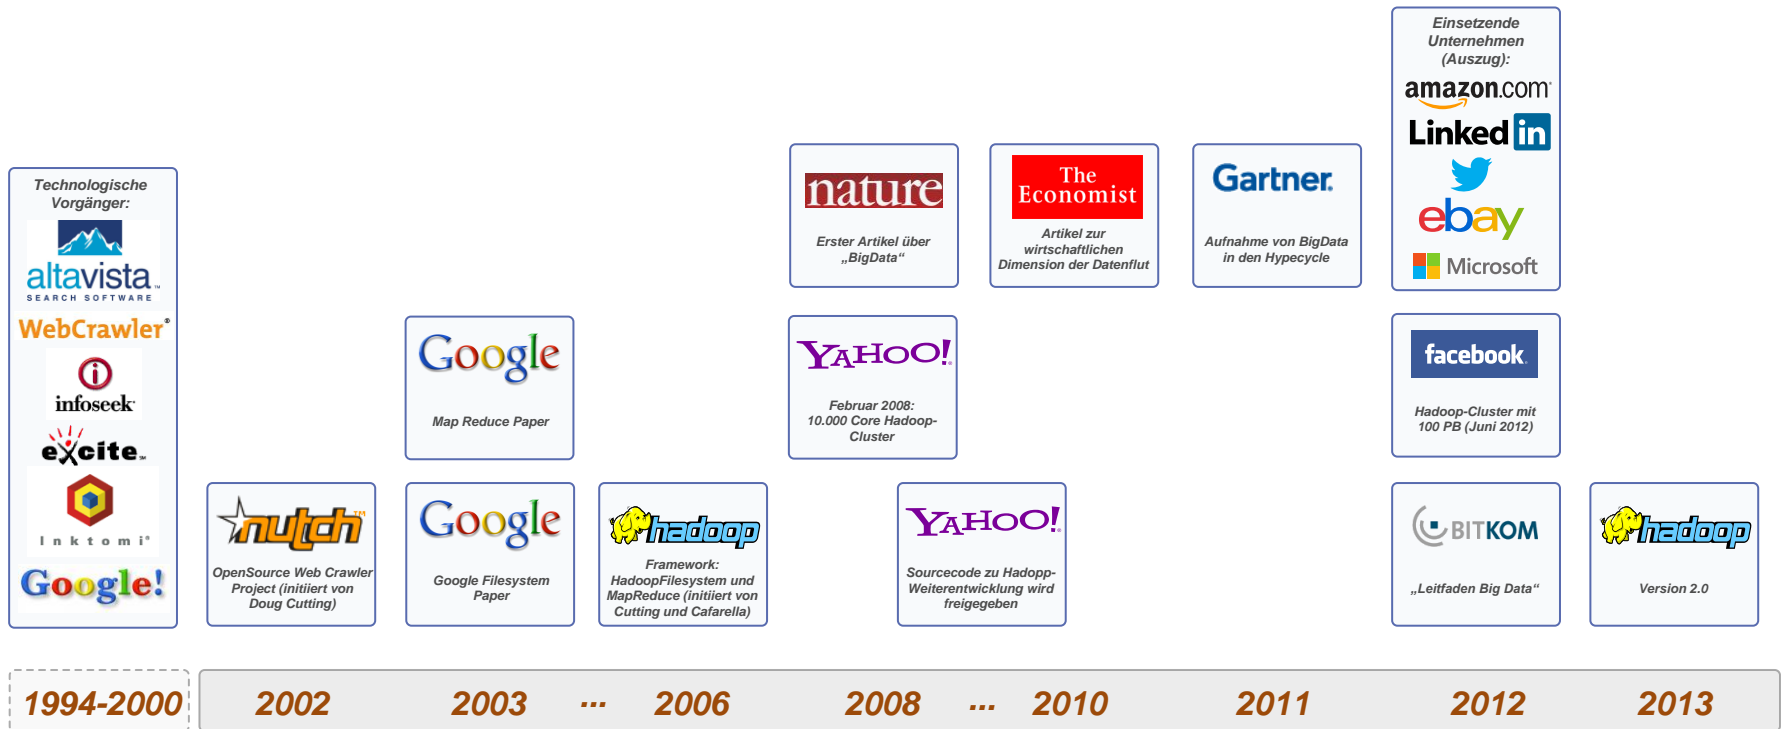 Technologische
Vorgänger:
altavista™
SEARCH SOFTWARE
WebCrawler®
infoseek
excite℠
Inktomi®
Google!
nutch™
OpenSource Web Crawler
Project (initiiert von
Doug Cutting)
Google
Map Reduce Paper
Google
Google Filesystem
Paper
hadoop
Framework:
HadoopFilesystem und
MapReduce (initiiert von
Cutting und Cafarella)
nature
Erster Artikel über
„BigData“
YAHOO!
Februar 2008:
10.000 Core Hadoop-
Cluster
YAHOO!
Sourcecode zu Hadopp-
Weiterentwicklung wird
freigegeben
The
Economist
Artikel zur
wirtschaftlichen
Dimension der Datenflut
Gartner
Aufnahme von BigData
in den Hypecycle
Einsetzende
Unternehmen
(Auszug):
amazon.com
Linked in
ebay
Microsoft
facebook
Hadoop-Cluster mit
100 PB (Juni 2012)
BITKOM
„Leitfaden Big Data“
hadoop
Version 2.0
1994-2000 2002 2003 ... 2006 2008 ... 2010 2011 2012 2013